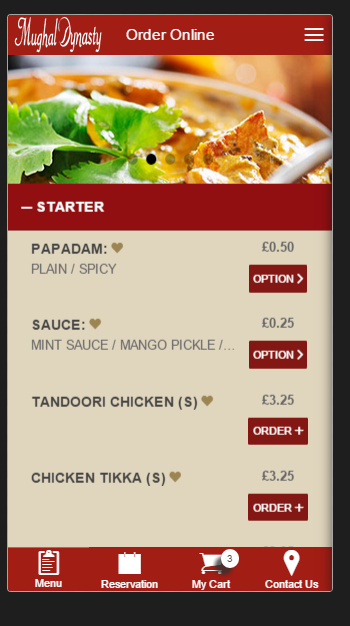 Mughal Dynasty
Order Online
— STARTER
PAPADAM:
£0.50
PLAIN / SPICY
OPTION
SAUCE:
£0.25
MINT SAUCE / MANGO PICKLE /...
OPTION
TANDOORI CHICKEN (S)
£3.25
ORDER +
CHICKEN TIKKA (S)
£3.25
ORDER +
3
Menu
Reservation
My Cart
Contact Us